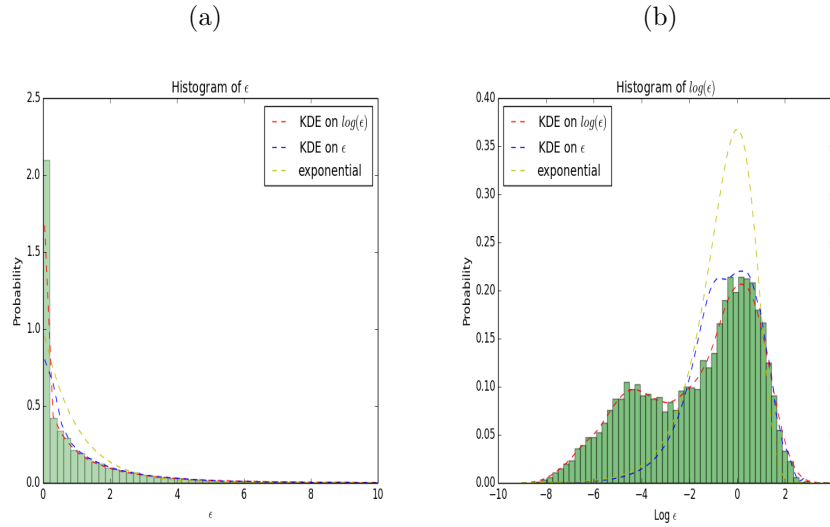 (a)
Histogram of ϵ
2.5
2.0
1.5
1.0
0.5
0.0
Probability
KDE on log(ϵ)
KDE on ϵ
exponential
0 2 4 6 8 10
ϵ
(b)
Histogram of log(ϵ)
0.40
0.35
0.30
0.25
0.20
0.15
0.10
0.05
0.00
Probability
KDE on log(ϵ)
KDE on ϵ
exponential
−10 −8 −6 −4 −2 0 2
Log ϵ